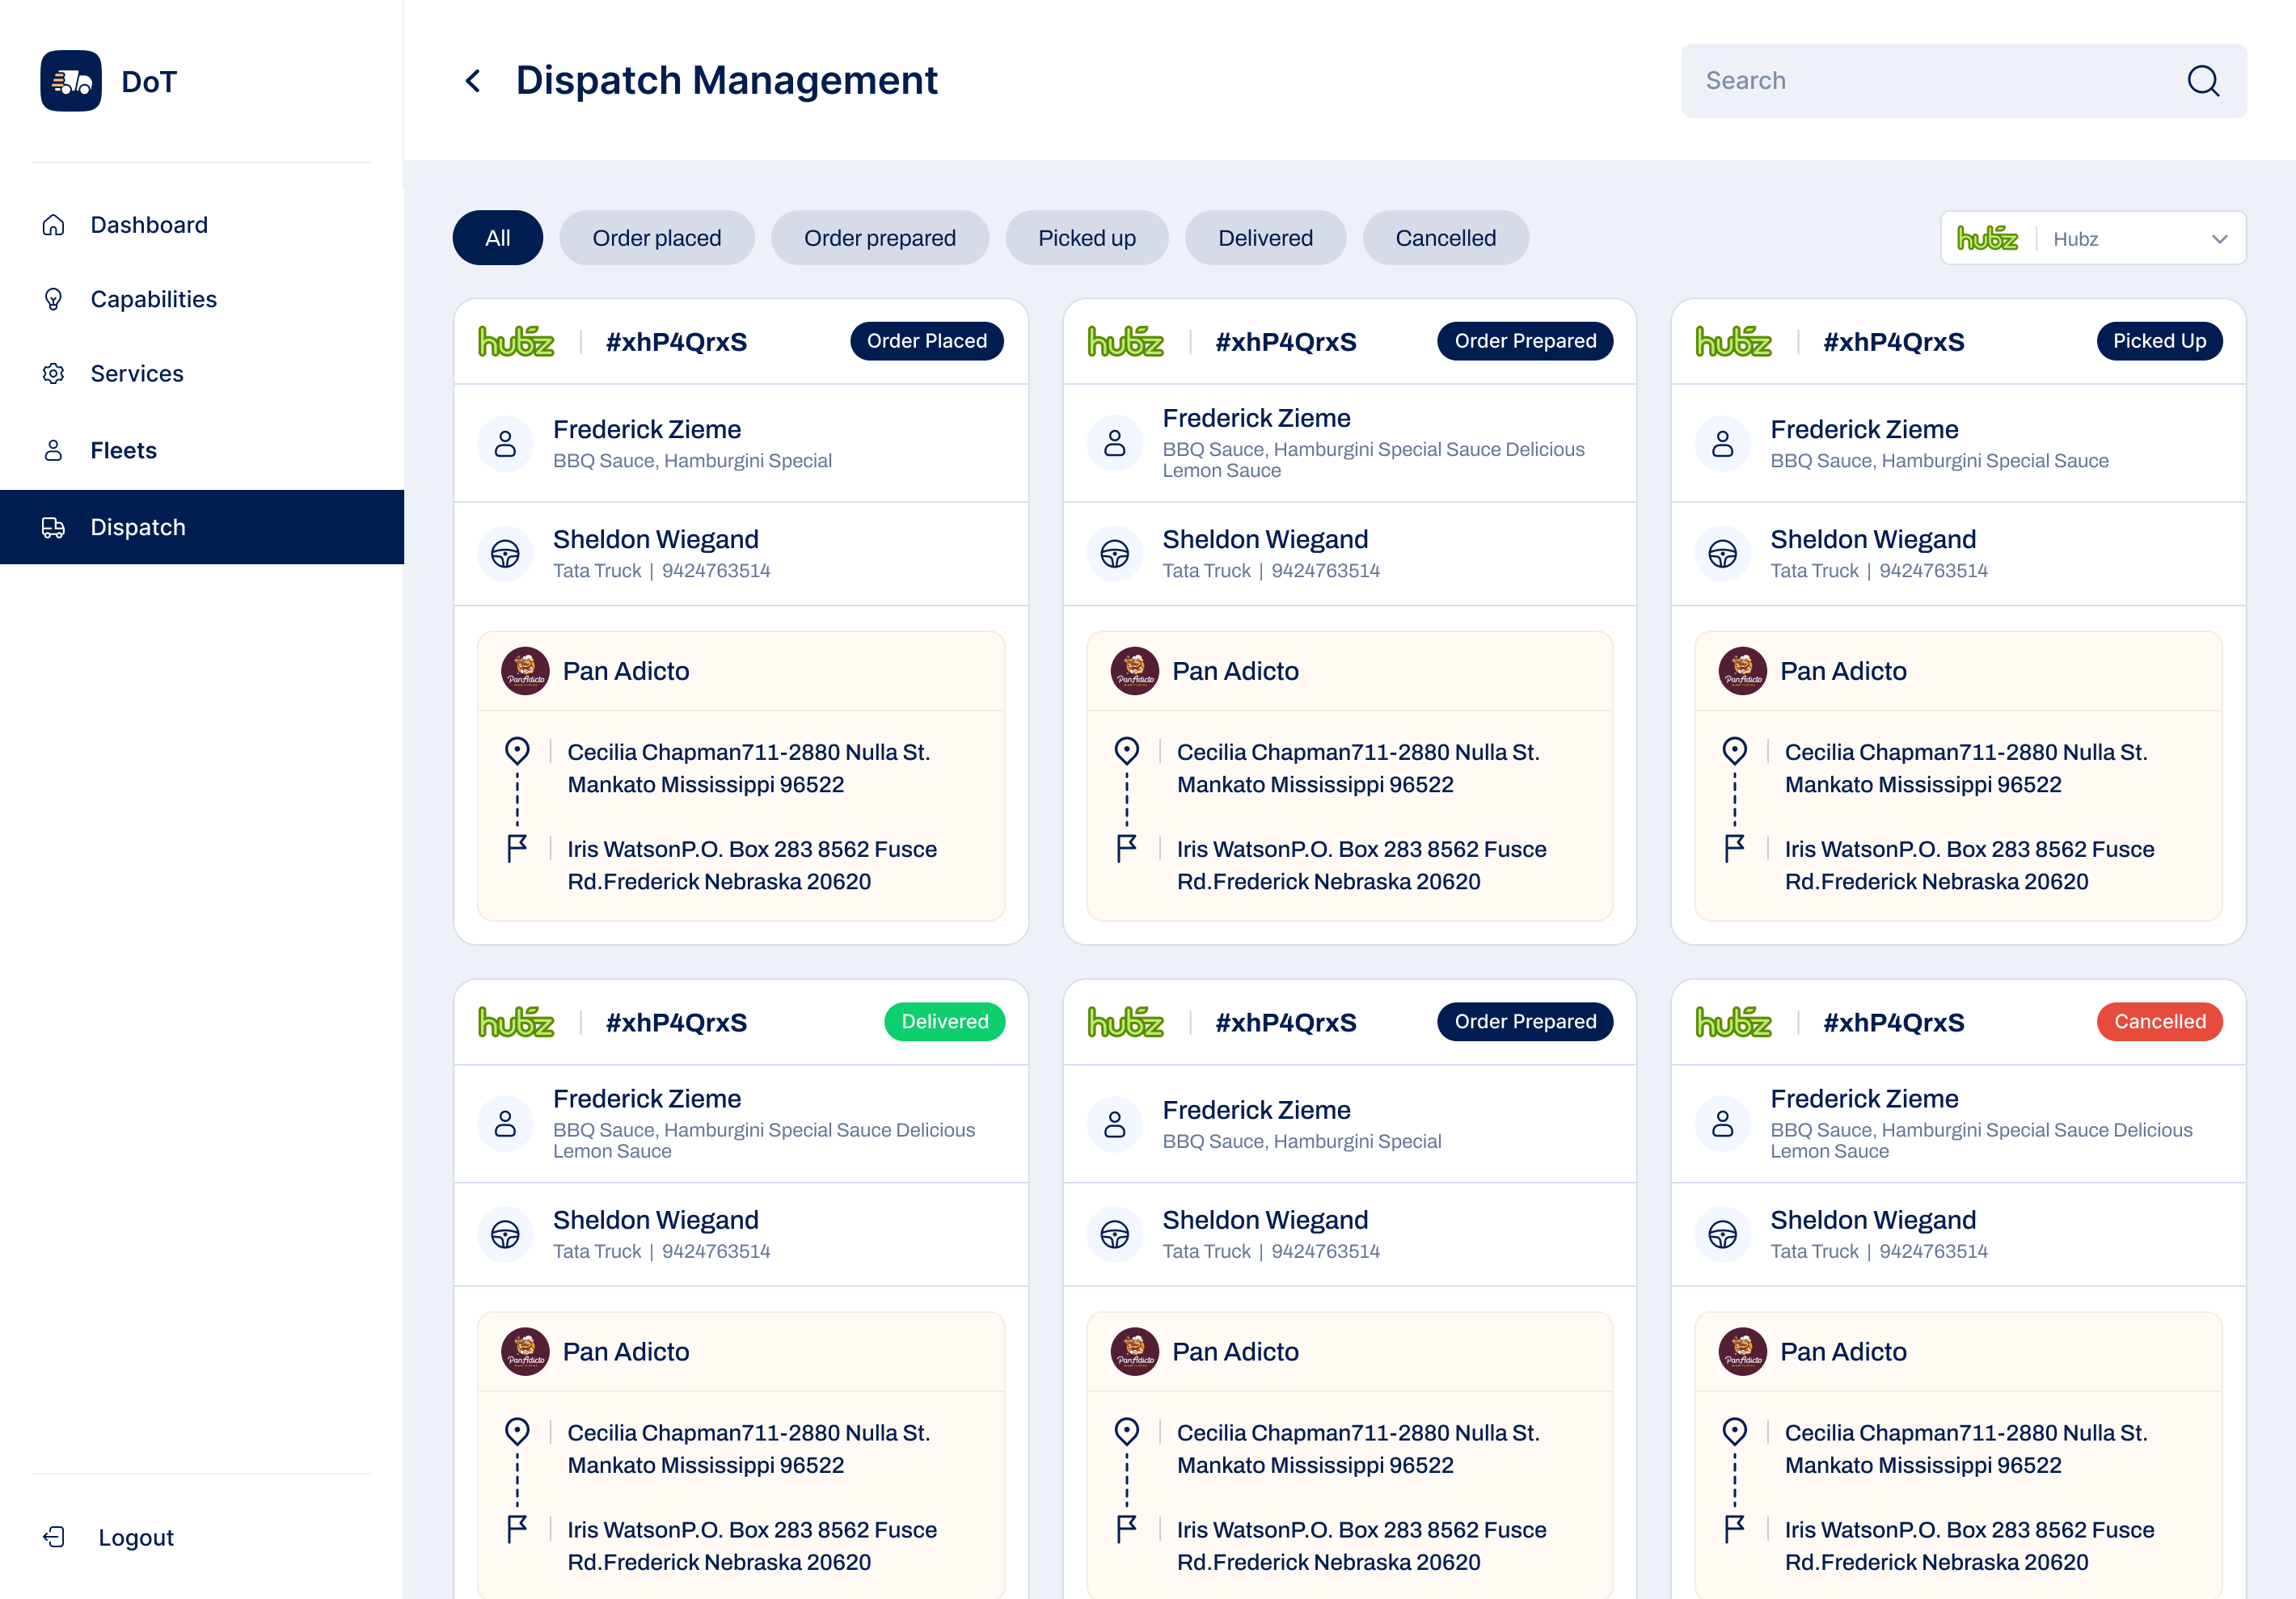 DoT
Dashboard
Capabilities
Services
Fleets
Dispatch
Logout
Dispatch Management
Search
All
Order placed
Order prepared
Picked up
Delivered
Cancelled
hubz
Hubz
hubz
#xhP4QrxS
Order Placed
Frederick Zieme
BBQ Sauce, Hamburgini Special
Sheldon Wiegand
Tata Truck | 9424763514
PanAdicto
Pan Adicto
Cecilia Chapman711-2880 Nulla St.
Mankato Mississippi 96522
Iris WatsonP.O. Box 283 8562 Fusce
Rd.Frederick Nebraska 20620
hubz
#xhP4QrxS
Order Prepared
Frederick Zieme
BBQ Sauce, Hamburgini Special Sauce Delicious
Lemon Sauce
Sheldon Wiegand
Tata Truck | 9424763514
PanAdicto
Pan Adicto
Cecilia Chapman711-2880 Nulla St.
Mankato Mississippi 96522
Iris WatsonP.O. Box 283 8562 Fusce
Rd.Frederick Nebraska 20620
hubz
#xhP4QrxS
Picked Up
Frederick Zieme
BBQ Sauce, Hamburgini Special Sauce
Sheldon Wiegand
Tata Truck | 9424763514
PanAdicto
Pan Adicto
Cecilia Chapman711-2880 Nulla St.
Mankato Mississippi 96522
Iris WatsonP.O. Box 283 8562 Fusce
Rd.Frederick Nebraska 20620
hubz
#xhP4QrxS
Delivered
Frederick Zieme
BBQ Sauce, Hamburgini Special Sauce Delicious
Lemon Sauce
Sheldon Wiegand
Tata Truck | 9424763514
PanAdicto
Pan Adicto
Cecilia Chapman711-2880 Nulla St.
Mankato Mississippi 96522
Iris WatsonP.O. Box 283 8562 Fusce
Rd.Frederick Nebraska 20620
hubz
#xhP4QrxS
Order Prepared
Frederick Zieme
BBQ Sauce, Hamburgini Special
Sheldon Wiegand
Tata Truck | 9424763514
PanAdicto
Pan Adicto
Cecilia Chapman711-2880 Nulla St.
Mankato Mississippi 96522
Iris WatsonP.O. Box 283 8562 Fusce
Rd.Frederick Nebraska 20620
hubz
#xhP4QrxS
Cancelled
Frederick Zieme
BBQ Sauce, Hamburgini Special Sauce Delicious
Lemon Sauce
Sheldon Wiegand
Tata Truck | 9424763514
PanAdicto
Pan Adicto
Cecilia Chapman711-2880 Nulla St.
Mankato Mississippi 96522
Iris WatsonP.O. Box 283 8562 Fusce
Rd.Frederick Nebraska 20620